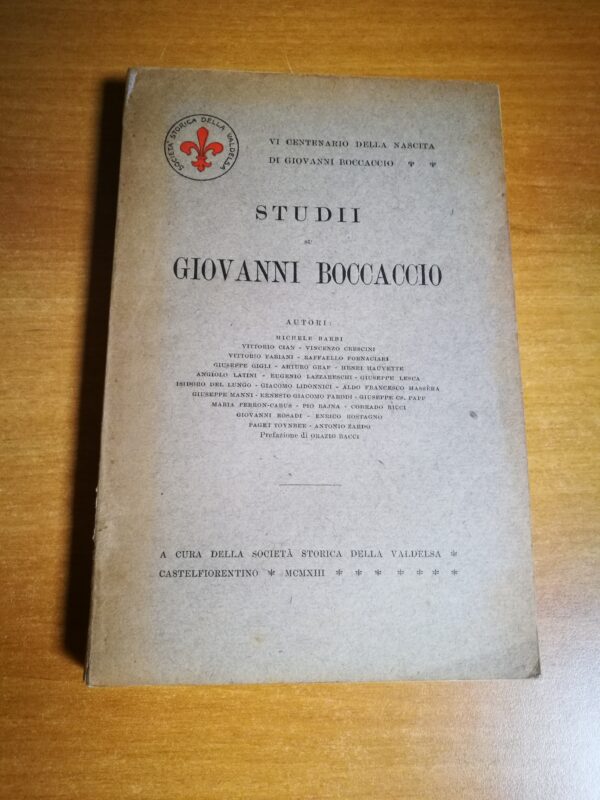 SOCIETÀ STORICA DELLA VALDELSA
VI CENTENARIO DELLA NASCITA
DI GIOVANNI BOCCACCIO * *
STUDII
SU
GIOVANNI BOCCACCIO
AUTORI:
MICHELE BARBI
VITTORIO CIAN - VINCENZO CRESCINI
VITTORIO FABIANI - RAFFAELLO FORNACIARI
GIUSEPPE GIGLI - ARTURO GRAF - HENRI HAUVETTE
ANGIOLO LATINI - EUGENIO LAZZARESCHI - GIUSEPPE LESCA
ISIDORO DEL LUNGO - GIACOMO LIDONNICI - ALDO FRANCESCO MASSÈRA
GIUSEPPE MANNI - ERNESTO GIACOMO PARODI - GIUSEPPE CS. PAPP
MARIA PERRON-CABUS - PIO RAJNA - CORRADO RICCI
GIOVANNI ROSADI - ENRICO ROSTAGNO
PAGET TOYNBEE - ANTONIO ZARDO
Prefazione di ORAZIO BACCI
A CURA DELLA SOCIETÀ STORICA DELLA VALDELSA *
CASTELFIORENTINO * MCMXIII * * * * * * *